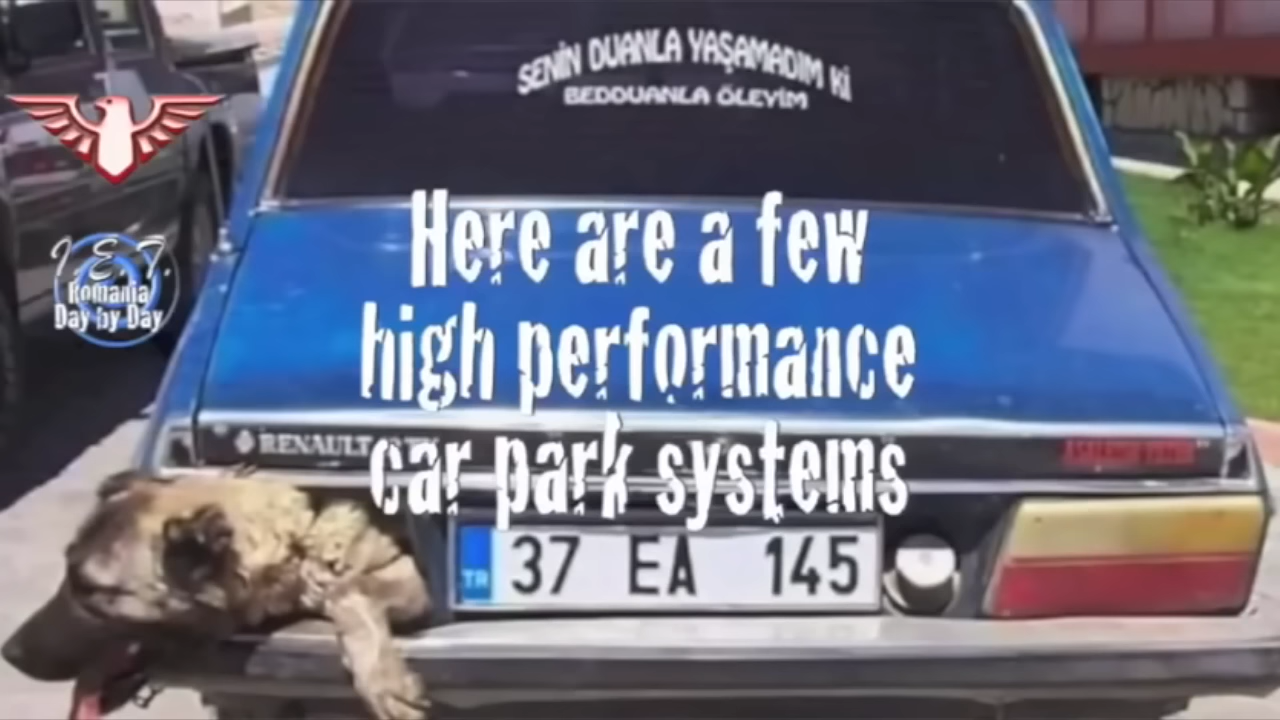 SENİN DUANLA YAŞAMADIM Kİ
BEDDUANLA ÖLEYİM
I.E.T.
Romania
Day by Day
Here are a few
high performance
car park systems
RENAULT
TR 37 EA 145